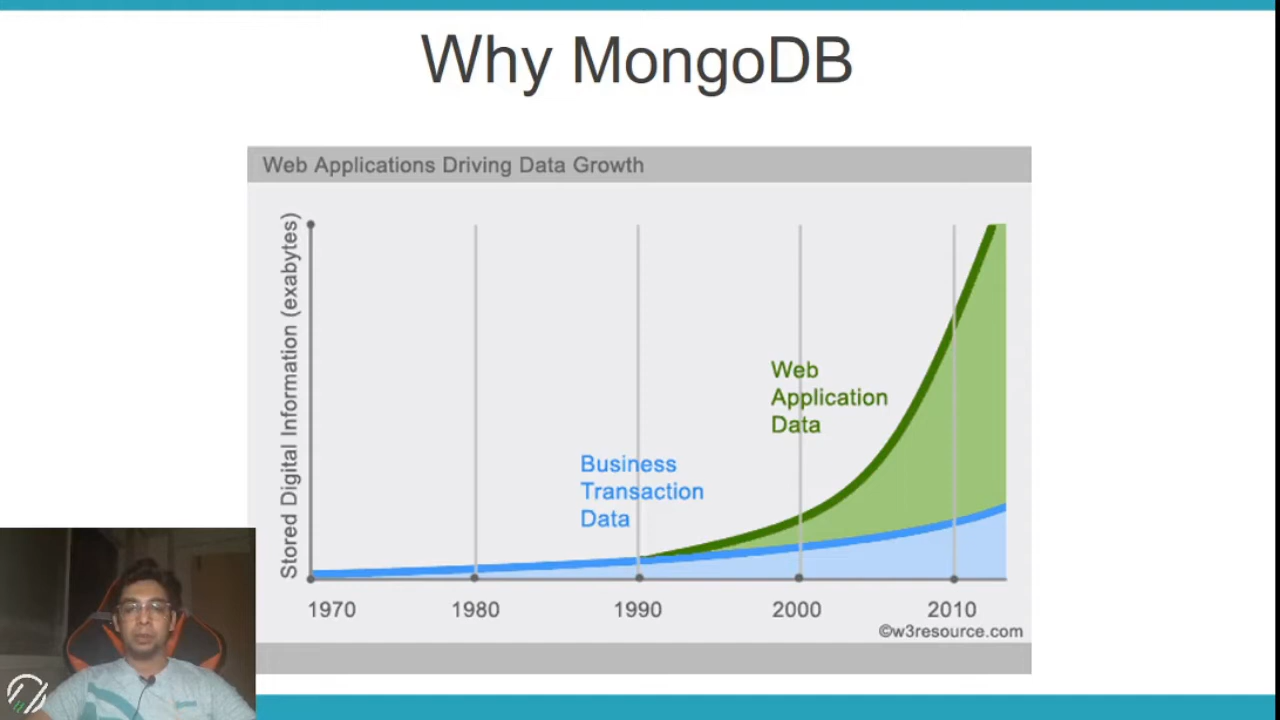 Why MongoDB
Web Applications Driving Data Growth
Stored Digital Information (exabytes)
Web
Application
Data
Business
Transaction
Data
1970 1980 1990 2000 2010
©w3resource.com